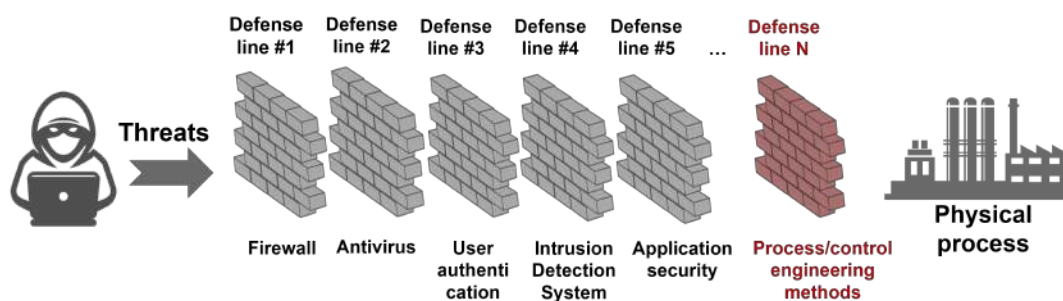 Defense
line #1
Defense
line #2
Defense
line #3
Defense
line #4
Defense
line #5
...
Defense
line N
Threats
Firewall
Antivirus
User
authenti
cation
Intrusion
Detection
System
Application
security
Process/control
engineering
methods
Physical
process